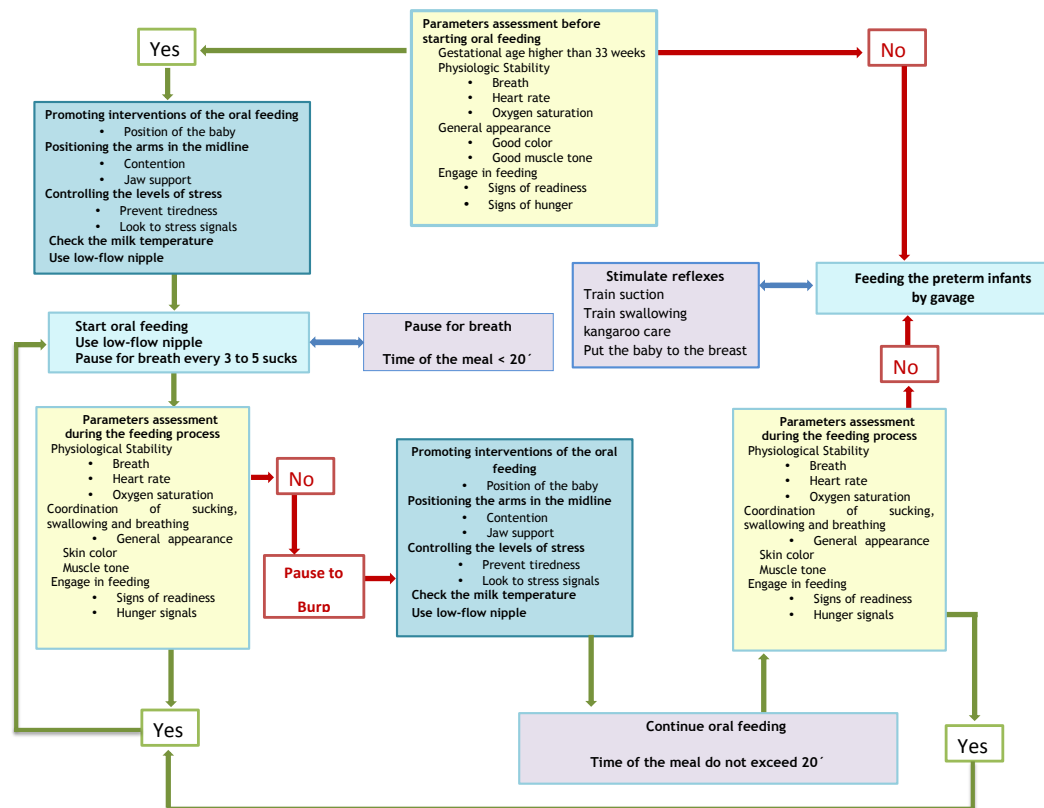 Parameters assessment before
starting oral feeding
Gestational age higher than 33 weeks
Physiologic Stability
• Breath
• Heart rate
• Oxygen saturation
General appearance
• Good color
• Good muscle tone
Engage in feeding
• Signs of readiness
• Signs of hunger
Yes
No
Promoting interventions of the oral feeding
• Position of the baby
Positioning the arms in the midline
• Contention
• Jaw support
Controlling the levels of stress
• Prevent tiredness
• Look to stress signals
Check the milk temperature
Use low-flow nipple
Stimulate reflexes
Train suction
Train swallowing
kangaroo care
Put the baby to the breast
Feeding the preterm infants
by gavage
Start oral feeding
Use low-flow nipple
Pause for breath every 3 to 5 sucks
Pause for breath
Time of the meal < 20´
No
Parameters assessment
during the feeding process
Physiological Stability
• Breath
• Heart rate
• Oxygen saturation
Coordination of sucking,
swallowing and breathing
• General appearance
Skin color
Muscle tone
Engage in feeding
• Signs of readiness
• Hunger signals
No
Pause to
Burp
Promoting interventions of the oral
feeding
• Position of the baby
Positioning the arms in the midline
• Contention
• Jaw support
Controlling the levels of stress
• Prevent tiredness
• Look to stress signals
Check the milk temperature
Use low-flow nipple
Parameters assessment
during the feeding process
Physiological Stability
• Breath
• Heart rate
• Oxygen saturation
Coordination of sucking,
swallowing and breathing
• General appearance
Skin color
Muscle tone
Engage in feeding
• Signs of readiness
• Hunger signals
Yes
Continue oral feeding
Time of the meal do not exceed 20´
Yes